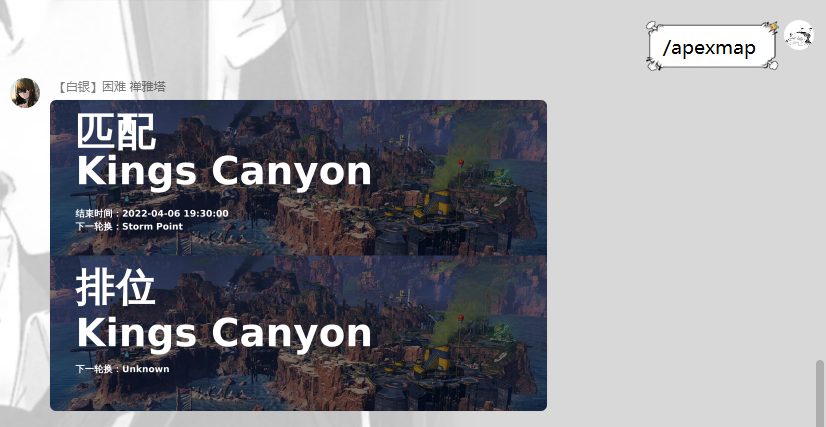 /apexmap
【白银】困难 禅雅塔
匹配
Kings Canyon
结束时间：2022-04-06 19:30:00
下一轮换：Storm Point
排位
Kings Canyon
下一轮换：Unknown